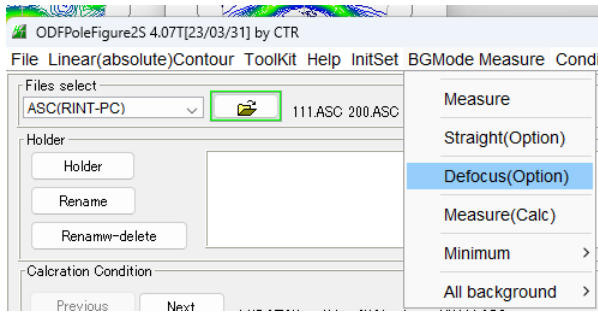 ODFPoleFigure2S 4.07T[23/03/31] by CTR
File Linear(absolute)Contour ToolKit Help InitSet BGMode Measure Condi
Files select
ASC(RINT-PC)
111.ASC 200.ASC
Measure
Straight(Option)
Defocus(Option)
Measure(Calc)
Minimum
All background
Holder
Holder
Rename
Renamw-delete
Calcration Condition
Previous Next